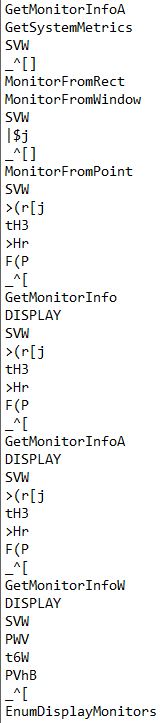 GetMonitorInfoA
GetSystemMetrics
SVW
_^[]
MonitorFromRect
MonitorFromWindow
SVW
|$j
_^[]
MonitorFromPoint
SVW
>(r[j
tH3
>Hr
F(P
_^[
GetMonitorInfo
DISPLAY
SVW
>(r[j
tH3
>Hr
F(P
_^[
GetMonitorInfoA
DISPLAY
SVW
>(r[j
tH3
>Hr
F(P
_^[
GetMonitorInfoW
DISPLAY
SVW
PWV
t6W
PVhB
_^[
EnumDisplayMonitors